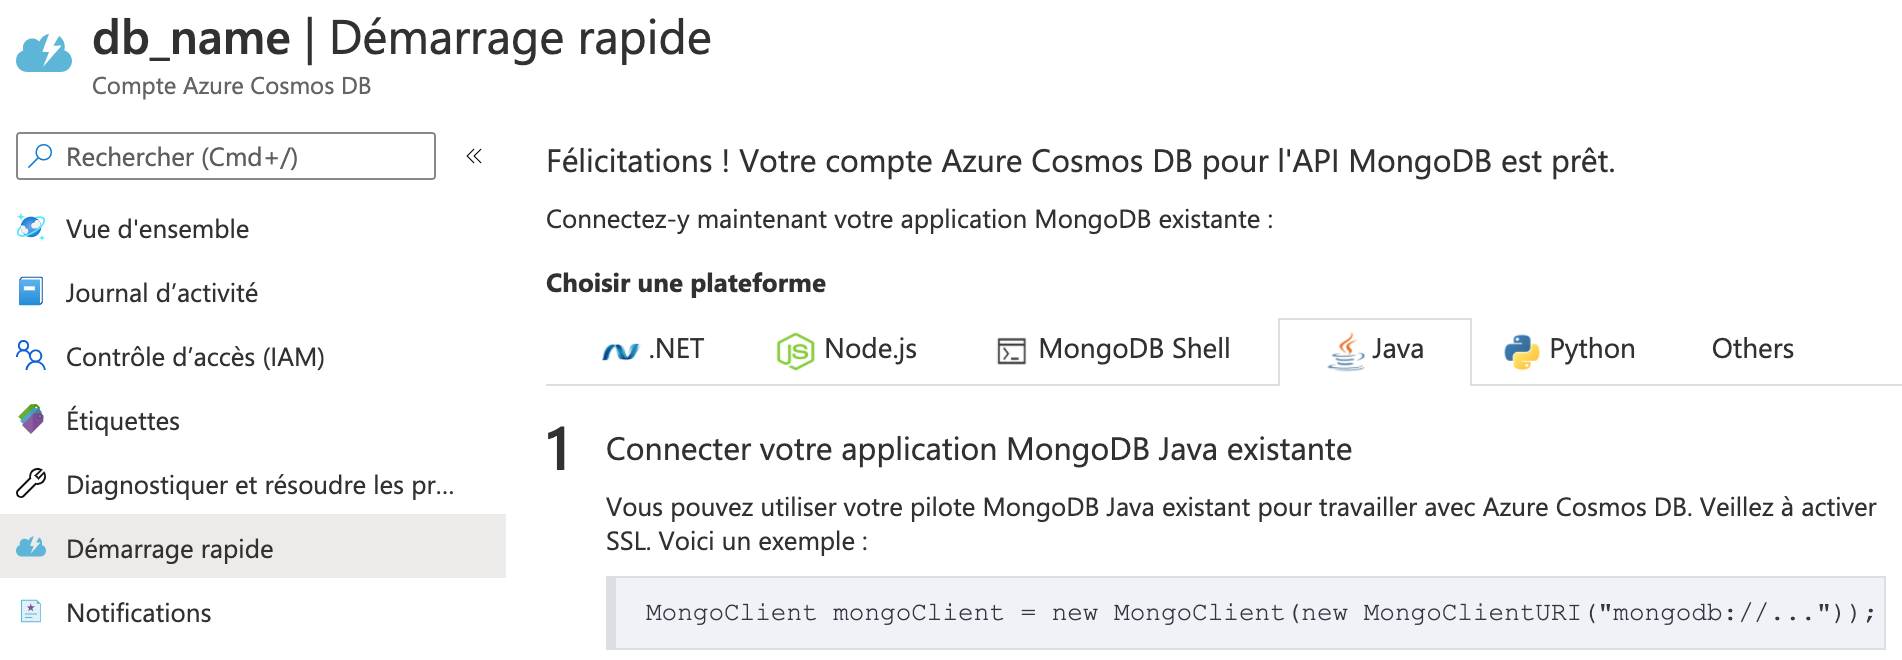 db_name | Démarrage rapide
Compte Azure Cosmos DB
Rechercher (Cmd+/)
«
Vue d'ensemble
Journal d’activité
Contrôle d’accès (IAM)
Étiquettes
Diagnostiquer et résoudre les pr...
Démarrage rapide
Notifications
Félicitations ! Votre compte Azure Cosmos DB pour l'API MongoDB est prêt.
Connectez-y maintenant votre application MongoDB existante :
Choisir une plateforme
.NET Node.js MongoDB Shell Java Python Others
1 Connecter votre application MongoDB Java existante
Vous pouvez utiliser votre pilote MongoDB Java existant pour travailler avec Azure Cosmos DB. Veillez à activer
SSL. Voici un exemple :
MongoClient mongoClient = new MongoClient(new MongoClientURI("mongodb://..."));